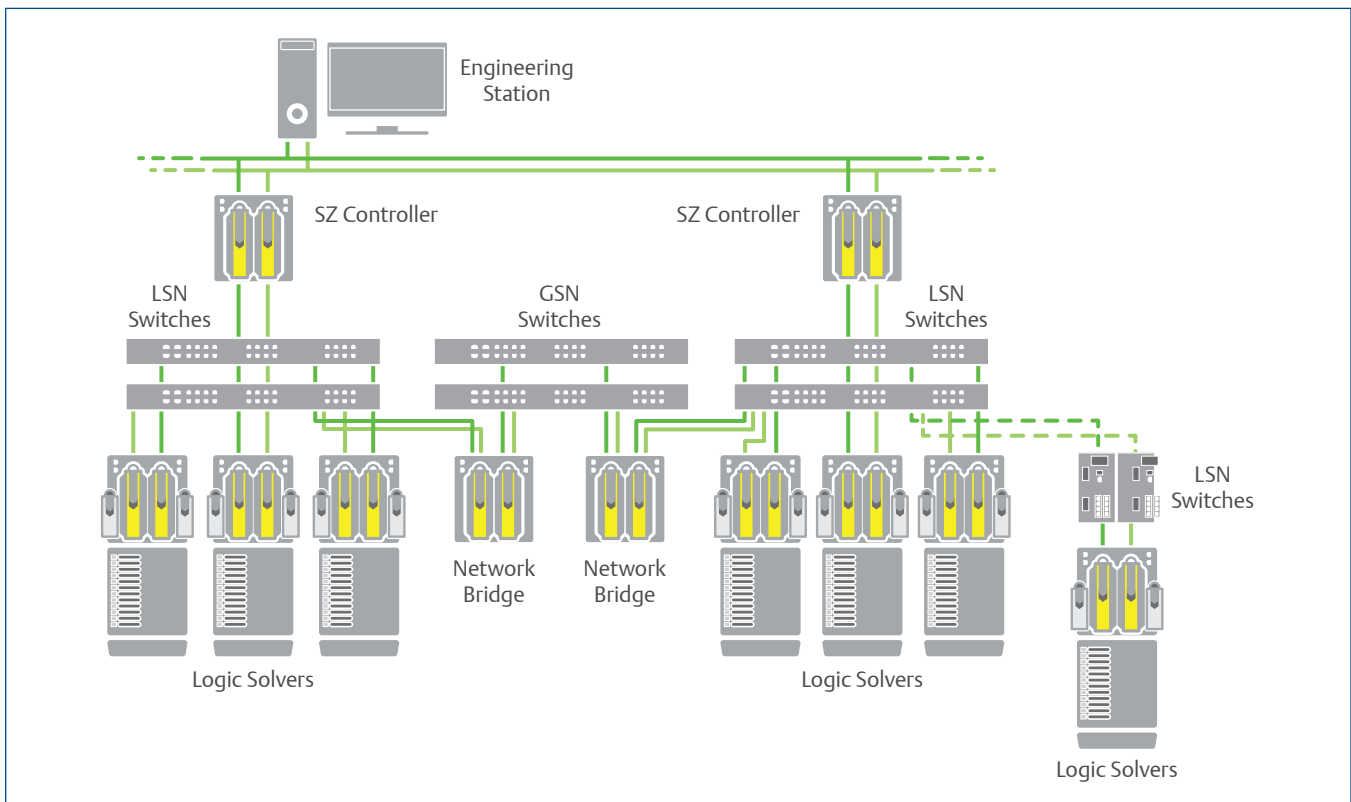 Engineering
Station
SZ Controller
SZ Controller
LSN
Switches
GSN
Switches
LSN
Switches
LSN
Switches
Network
Bridge
Network
Bridge
Logic Solvers
Logic Solvers
Logic Solvers